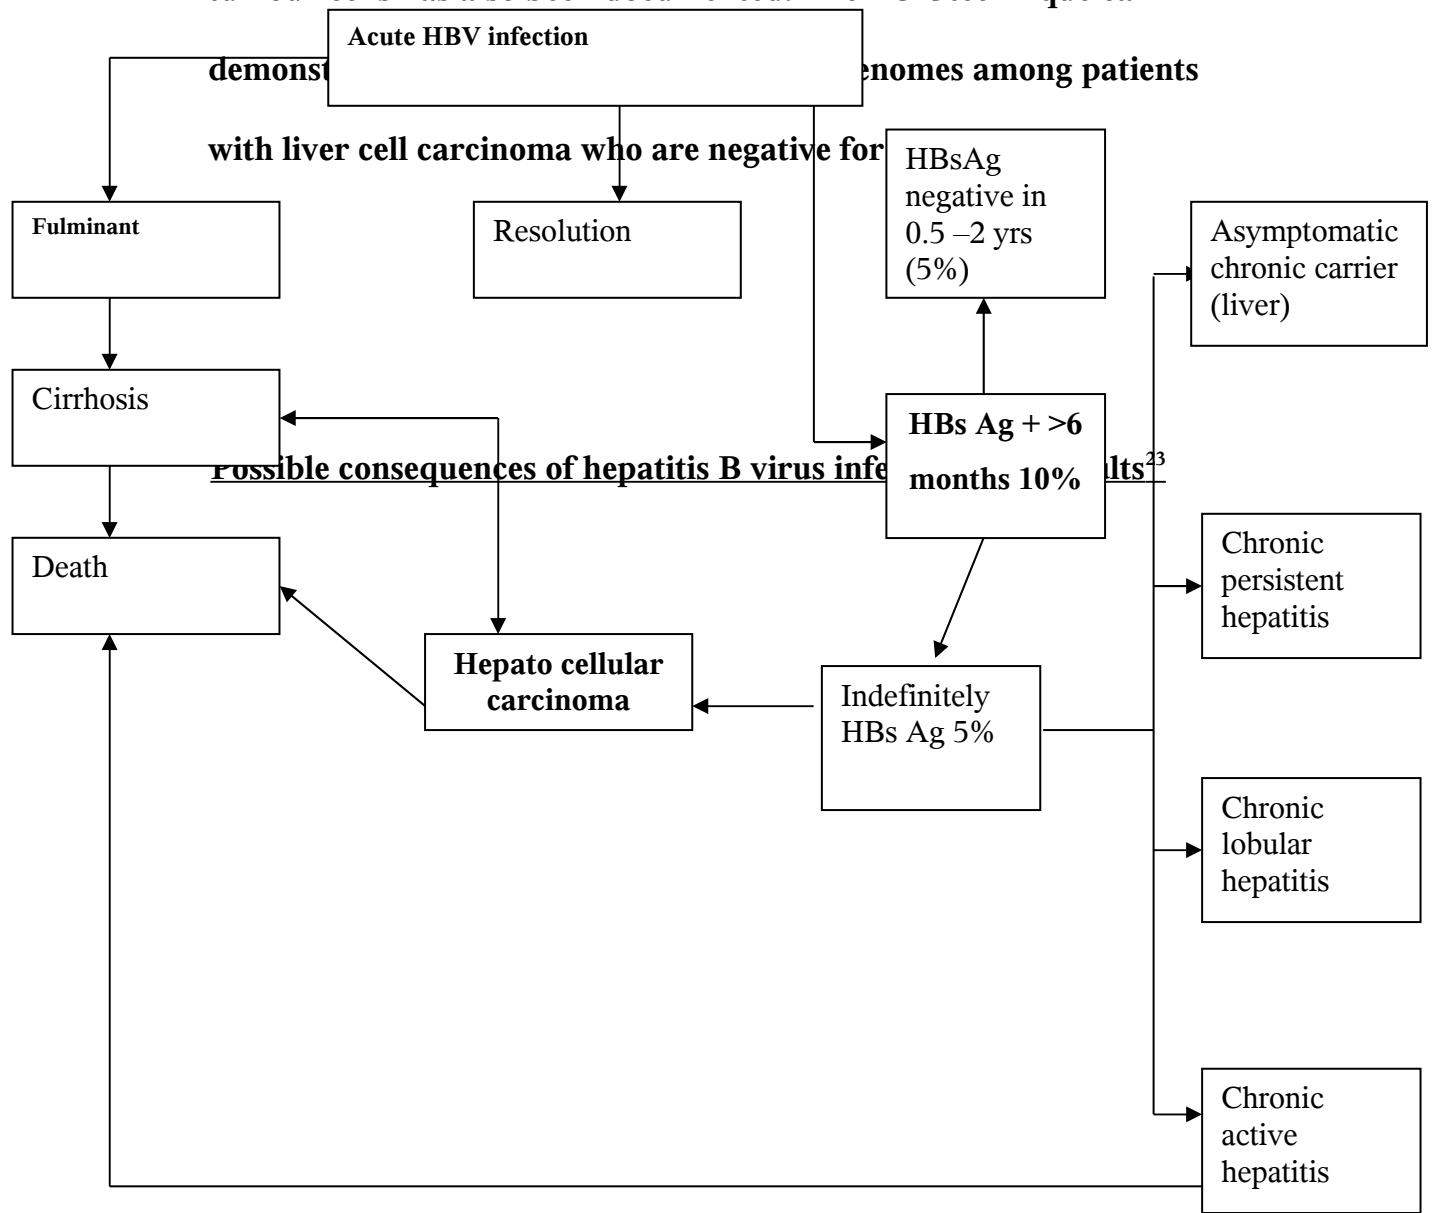 Acute HBV infection
demonst enomes among patients
with liver cell carcinoma who are negative for
HBsAg
negative in
0.5 –2 yrs
(5%)
Fulminant
Resolution
Asymptomatic
chronic carrier
(liver)
Cirrhosis
HBs Ag + >6
months 10%
Possible consequences of hepatitis B virus infe ults23
Chronic
persistent
hepatitis
Death
Hepato cellular
carcinoma
Indefinitely
HBs Ag 5%
Chronic
lobular
hepatitis
Chronic
active
hepatitis